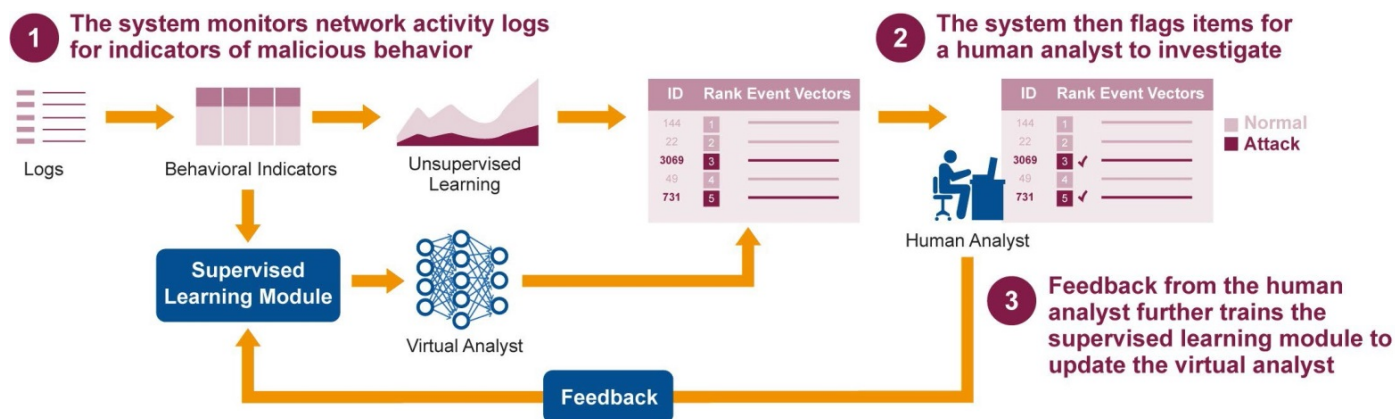 1
The system monitors network activity logs
for indicators of malicious behavior
2
The system then flags items for
a human analyst to investigate
Logs
Behavioral Indicators
Unsupervised
Learning
ID Rank Event Vectors
144 1
22 2
3069 3
49 4
731 5
ID Rank Event Vectors
144 1
22 2
3069 3 ✓
49 4
731 5 ✓
Normal
Attack
Human Analyst
Supervised
Learning Module
Virtual Analyst
3
Feedback from the human
analyst further trains the
supervised learning module to
update the virtual analyst
Feedback